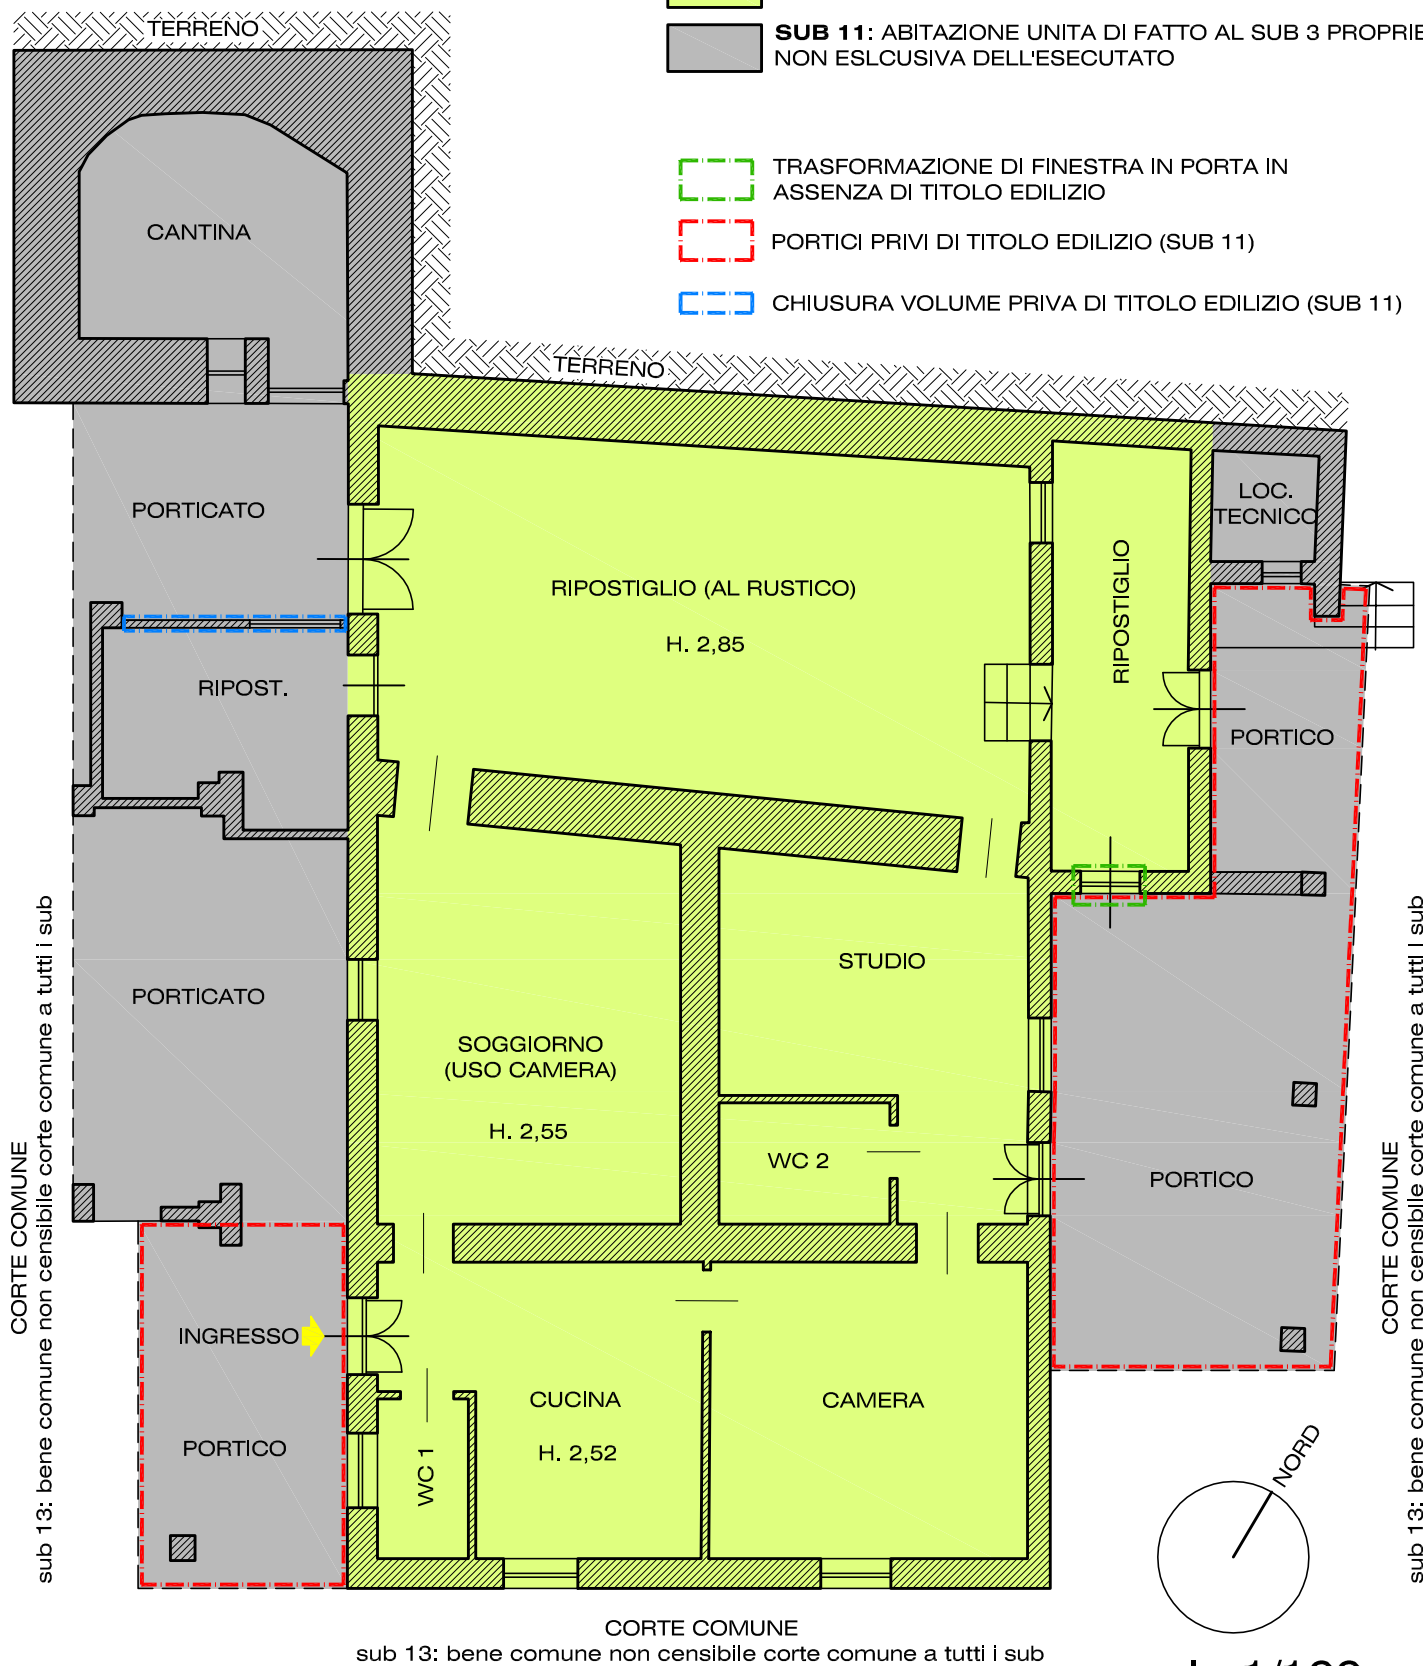 TERRENO
SUB 11: ABITAZIONE UNITA DI FATTO AL SUB 3
NON ESLCUSIVA DELL'ESECUTATO
TRASFORMAZIONE DI FINESTRA IN PORTA IN
ASSENZA DI TITOLO EDILIZIO
PORTICI PRIVI DI TITOLO EDILIZIO (SUB 11)
CHIUSURA VOLUME PRIVA DI TITOLO EDILIZIO (SUB 11)
CANTINA
TERRENO
PORTICATO
LOC.
TECNICO
RIPOSTIGLIO (AL RUSTICO)
H. 2,85
RIPOSTIGLIO
RIPOST.
PORTICO
STUDIO
PORTICATO
SOGGIORNO
(USO CAMERA)
H. 2,55
WC 2
PORTICO
CORTE COMUNE
sub 13: bene comune non censibile corte comune a tutti i sub
CORTE COMUNE
sub 13: bene comune non censibile corte comune a tutti i sub
INGRESSO
CUCINA
H. 2,52
CAMERA
PORTICO
WC 1
NORD
CORTE COMUNE
sub 13: bene comune non censibile corte comune a tutti i sub